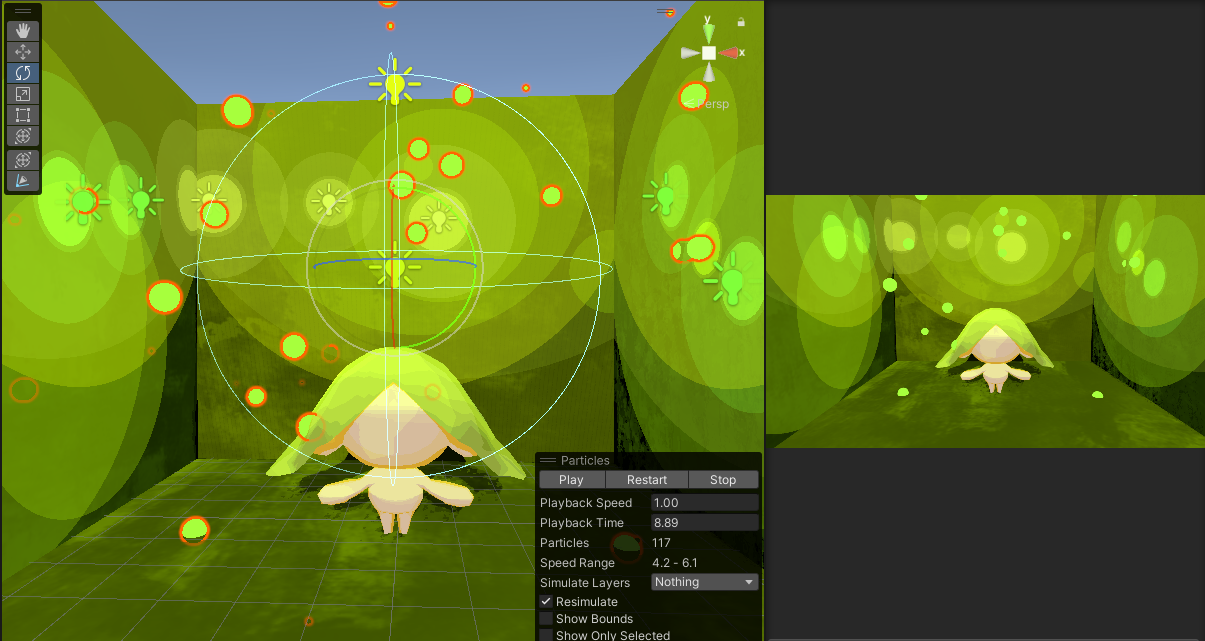 y
x
< Persp
Particles
Play Restart Stop
Playback Speed 1.00
Playback Time 8.89
Particles 117
Speed Range 4.2 - 6.1
Simulate Layers Nothing
Resimulate
Show Bounds
Show Only Selected